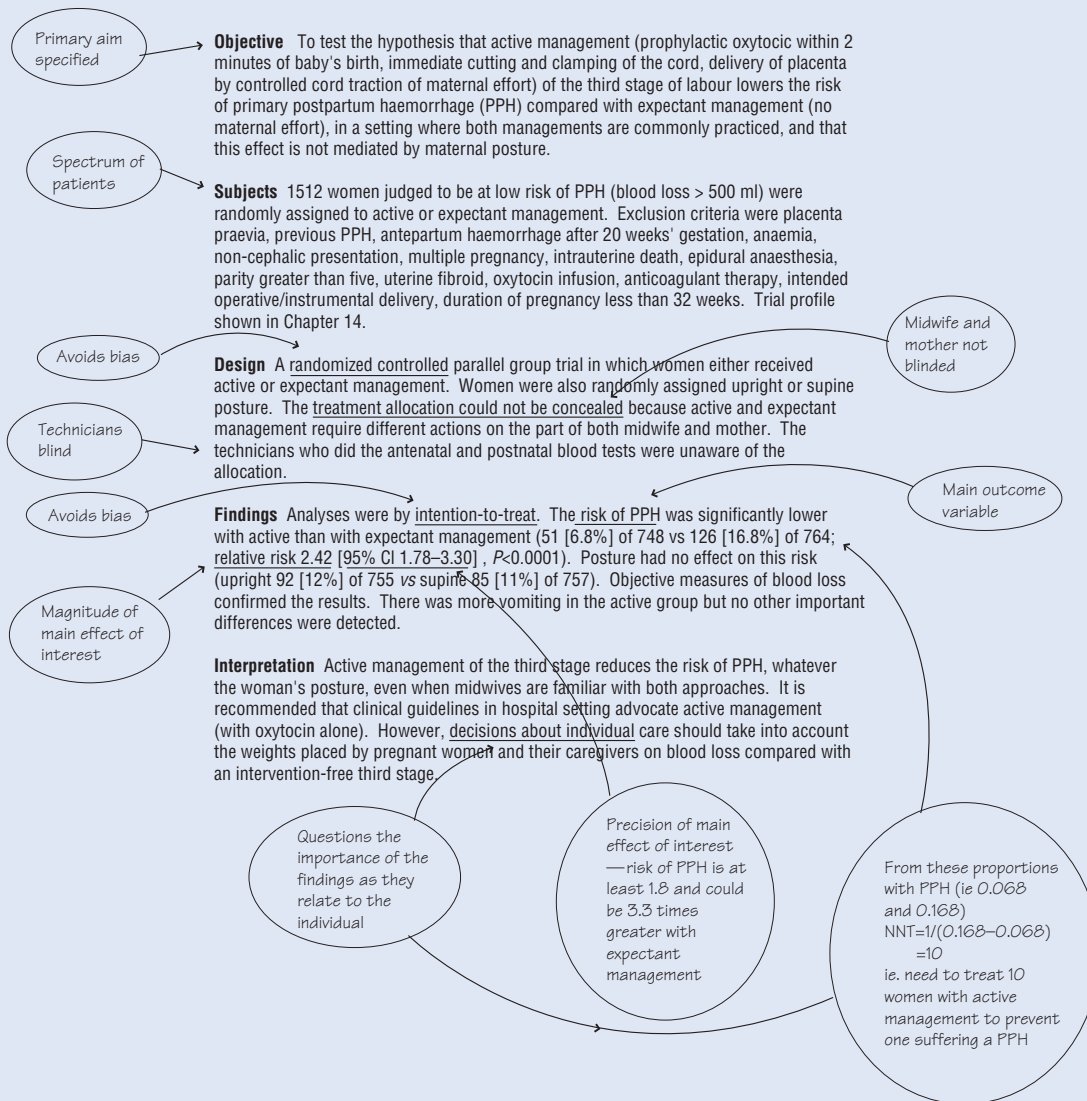 Primary aim
specified
Objective To test the hypothesis that active management (prophylactic oxytocic within 2
minutes of baby's birth, immediate cutting and clamping of the cord, delivery of placenta
by controlled cord traction of maternal effort) of the third stage of labour lowers the risk
of primary postpartum haemorrhage (PPH) compared with expectant management (no
maternal effort), in a setting where both managements are commonly practiced, and that
this effect is not mediated by maternal posture.
Spectrum of
patients
Subjects 1512 women judged to be at low risk of PPH (blood loss > 500 ml) were
randomly assigned to active or expectant management. Exclusion criteria were placenta
praevia, previous PPH, antepartum haemorrhage after 20 weeks' gestation, anaemia,
non-cephalic presentation, multiple pregnancy, intrauterine death, epidural anaesthesia,
parity greater than five, uterine fibroid, oxytocin infusion, anticoagulant therapy, intended
operative/instrumental delivery, duration of pregnancy less than 32 weeks. Trial profile
shown in Chapter 14.
Midwife and
mother not
blinded
Avoids bias
Design A randomized controlled parallel group trial in which women either received
active or expectant management. Women were also randomly assigned upright or supine
posture. The treatment allocation could not be concealed because active and expectant
management require different actions on the part of both midwife and mother. The
technicians who did the antenatal and postnatal blood tests were unaware of the
allocation.
Technicians
blind
Main outcome
variable
Avoids bias
Findings Analyses were by intention-to-treat. The risk of PPH was significantly lower
with active than with expectant management (51 [6.8%] of 748 vs 126 [16.8%] of 764;
relative risk 2.42 [95% CI 1.78–3.30] , P<0.0001). Posture had no effect on this risk
(upright 92 [12%] of 755 vs supine 85 [11%] of 757). Objective measures of blood loss
confirmed the results. There was more vomiting in the active group but no other important
differences were detected.
Magnitude of
main effect of
interest
Interpretation Active management of the third stage reduces the risk of PPH, whatever
the woman's posture, even when midwives are familiar with both approaches. It is
recommended that clinical guidelines in hospital setting advocate active management
(with oxytocin alone). However, decisions about individual care should take into account
the weights placed by pregnant women and their caregivers on blood loss compared with
an intervention-free third stage.
Questions the
importance of the
findings as they
relate to the
individual
Precision of main
effect of interest
—risk of PPH is at
least 1.8 and could
be 3.3 times
greater with
expectant
management
From these proportions
with PPH (ie 0.068
and 0.168)
NNT=1/(0.168–0.068)
=10
ie. need to treat 10
women with active
management to prevent
one suffering a PPH